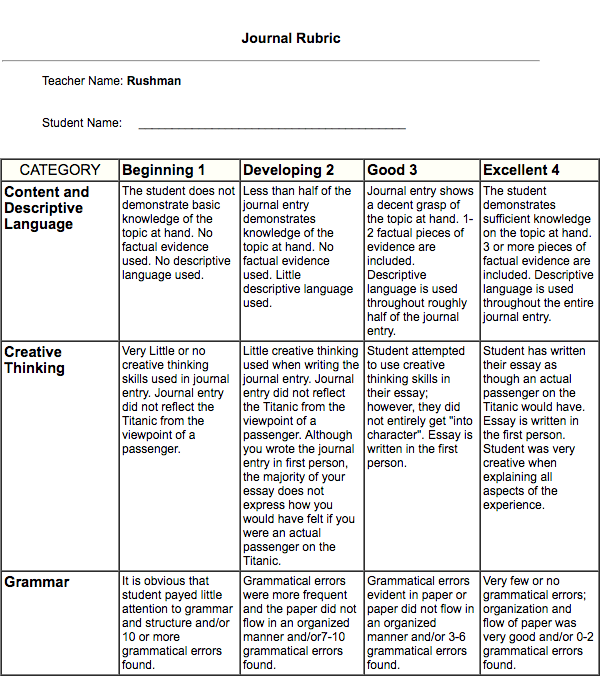 Journal Rubric
Teacher Name: Rushman
Student Name: ________________________________________
CATEGORY
Beginning 1
Developing 2
Good 3
Excellent 4
Content and
Descriptive
Language
The student does not
demonstrate basic
knowledge of the
topic at hand. No
factual evidence
used. No descriptive
language used.
Less than half of the
journal entry
demonstrates
knowledge of the
topic at hand. No
factual evidence
used. Little
descriptive language
used.
Journal entry shows
a decent grasp of
the topic at hand. 1-
2 factual pieces of
evidence are
included.
Descriptive
language is used
throughout roughly
half of the journal
entry.
The student
demonstrates
sufficient knowledge
on the topic at hand.
3 or more pieces of
factual evidence are
included. Descriptive
language is used
throughout the entire
journal entry.
Creative
Thinking
Very Little or no
creative thinking
skills used in journal
entry. Journal entry
did not reflect the
Titanic from the
viewpoint of a
passenger.
Little creative thinking
used when writing the
journal entry. Journal
entry did not reflect
the Titanic from the
viewpoint of a
passenger. Although
you wrote the journal
entry in first person,
the majority of your
essay does not
express how you
would have felt if you
were an actual
passenger on the
Titanic.
Student attempted
to use creative
thinking skills in
their essay;
however, they did
not entirely get "into
character". Essay is
written in the first
person.
Student has written
their essay as
though an actual
passenger on the
Titanic would have.
Essay is written in
the first person.
Student was very
creative when
explaining all
aspects of the
experience.
Grammar
It is obvious that
student payed little
attention to grammar
and structure and/or
10 or more
grammatical errors
found.
Grammatical errors
were more frequent
and the paper did not
flow in an organized
manner and/or7-10
grammatical errors
found.
Grammatical errors
evident in paper or
paper did not flow in
an organized
manner and/or 3-6
grammatical errors
found.
Very few or no
grammatical errors;
organization and
flow of paper was
very good and/or 0-2
grammatical errors
found.